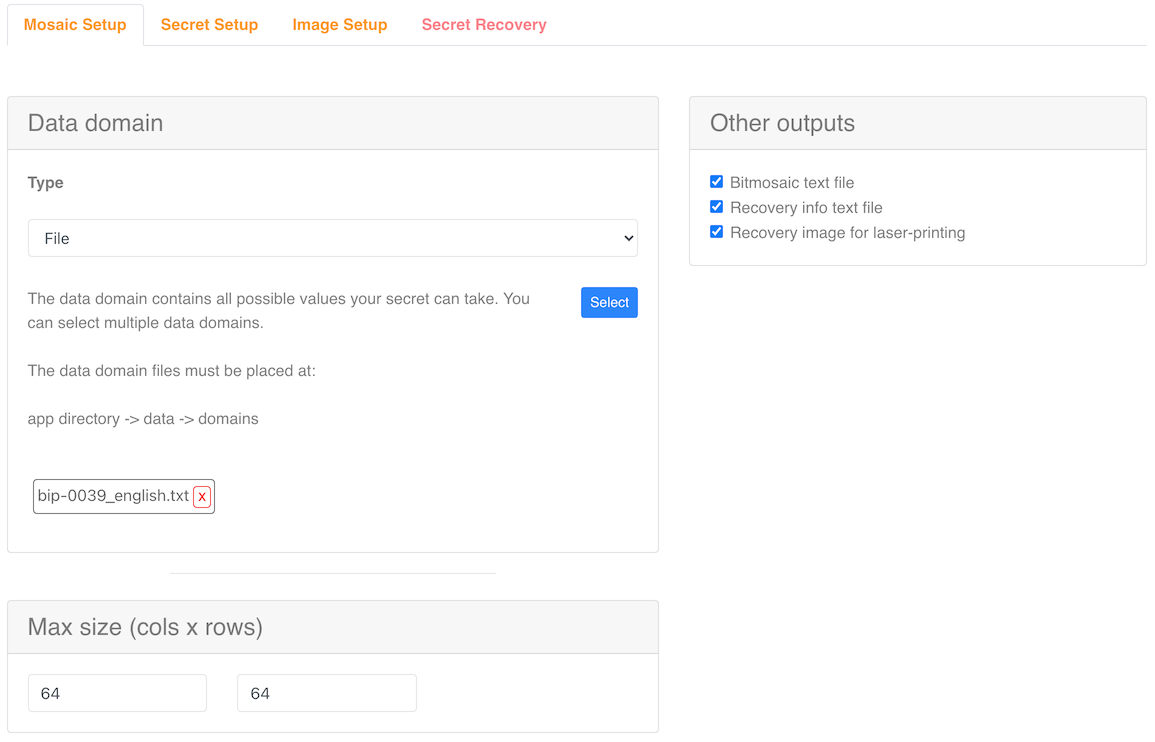 Mosaic Setup Secret Setup Image Setup Secret Recovery
Data domain
Type
File
The data domain contains all possible values your secret can take. You
can select multiple data domains.
Select
The data domain files must be placed at:
app directory -> data -> domains
bip-0039_english.txt x
Max size (cols x rows)
64 64
Other outputs
Bitmosaic text file
Recovery info text file
Recovery image for laser-printing